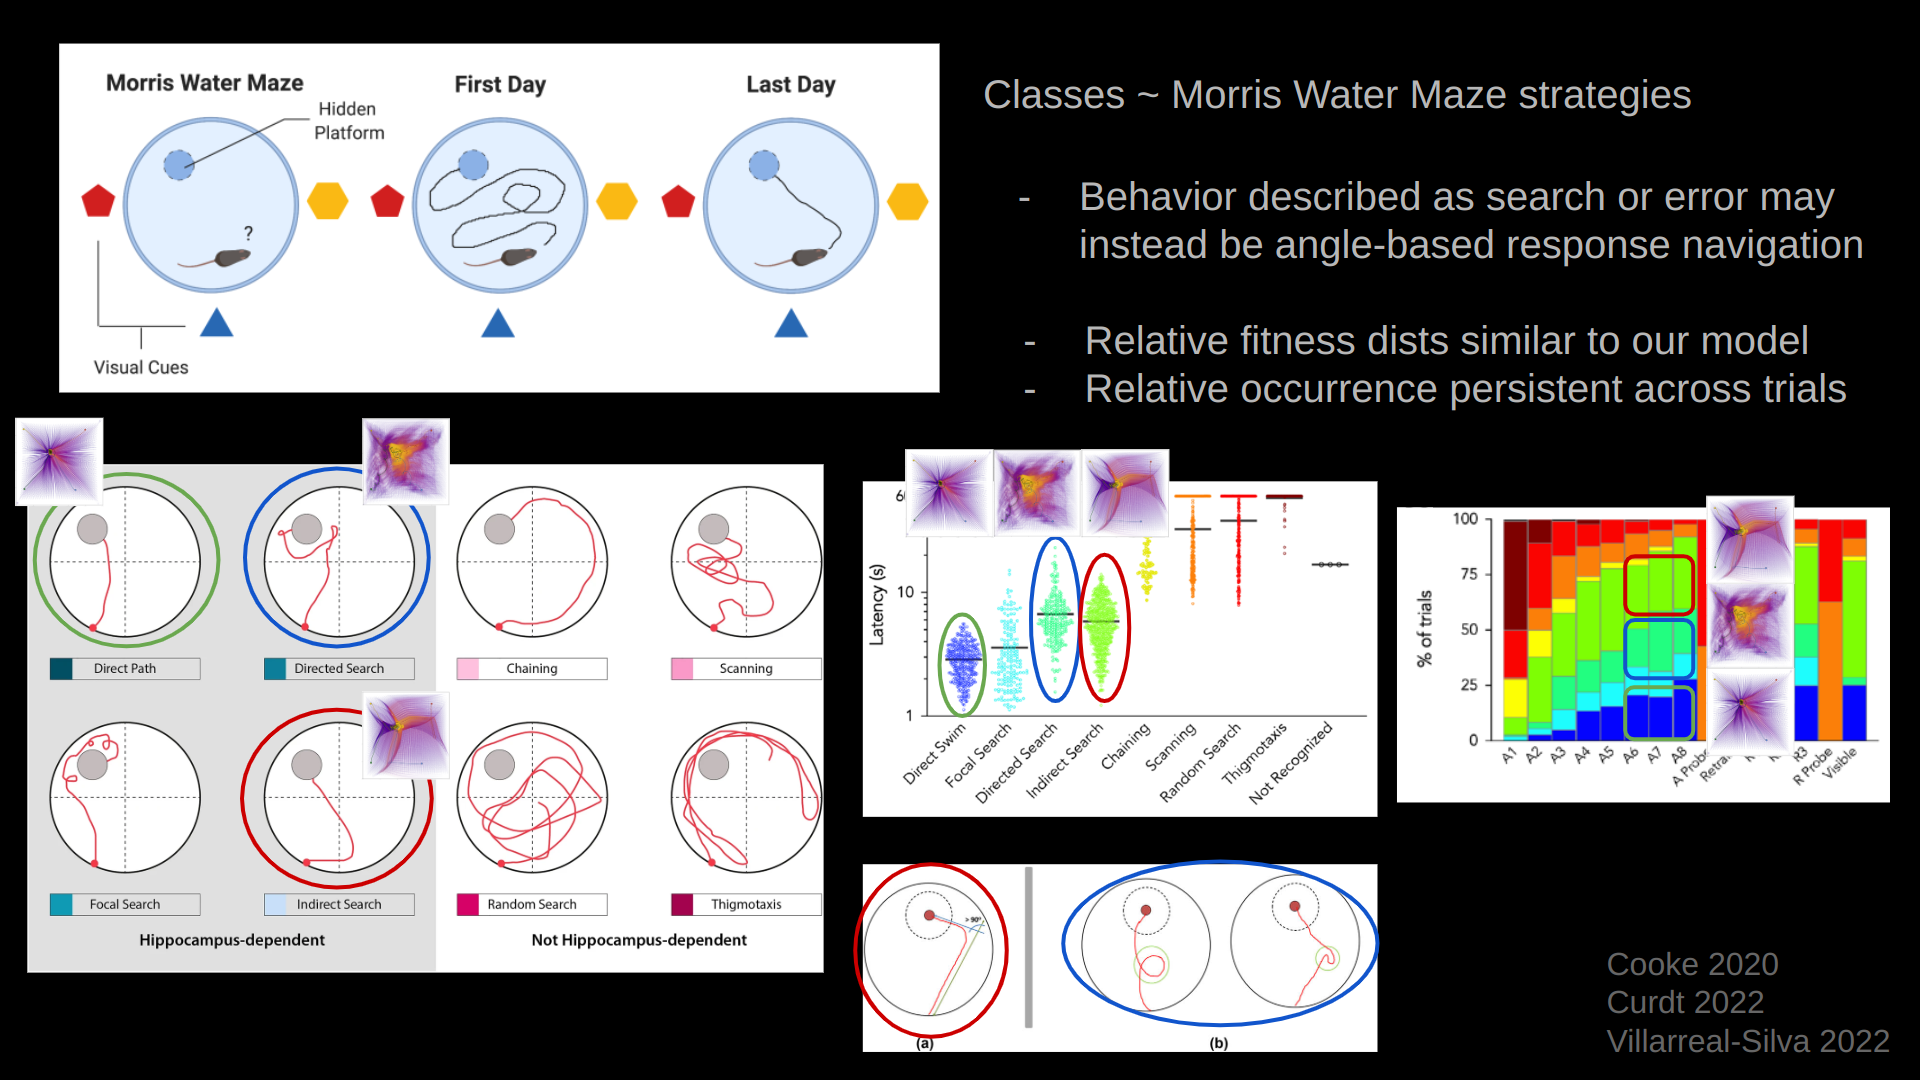 Morris Water Maze
First Day
Last Day
Hidden
Platform
?
Visual Cues
Classes ~ Morris Water Maze strategies
- Behavior described as search or error may
instead be angle-based response navigation
- Relative fitness dists similar to our model
- Relative occurrence persistent across trials
Direct Path
Directed Search
Chaining
Scanning
Focal Search
Indirect Search
Random Search
Thigmotaxis
Hippocampus-dependent
Not Hippocampus-dependent
Latency (s)
10
1
Direct Swim
Focal Search
Directed Search
Indirect Search
Chaining
Scanning
Random Search
Thigmotaxis
Not Recognized
% of trials
100
75
50
25
0
A1
A2
A3
A4
A5
A6
A7
A8
R3
R Probe
Visible
> 90°
(a)
(b)
Cooke 2020
Curdt 2022
Villarreal-Silva 2022